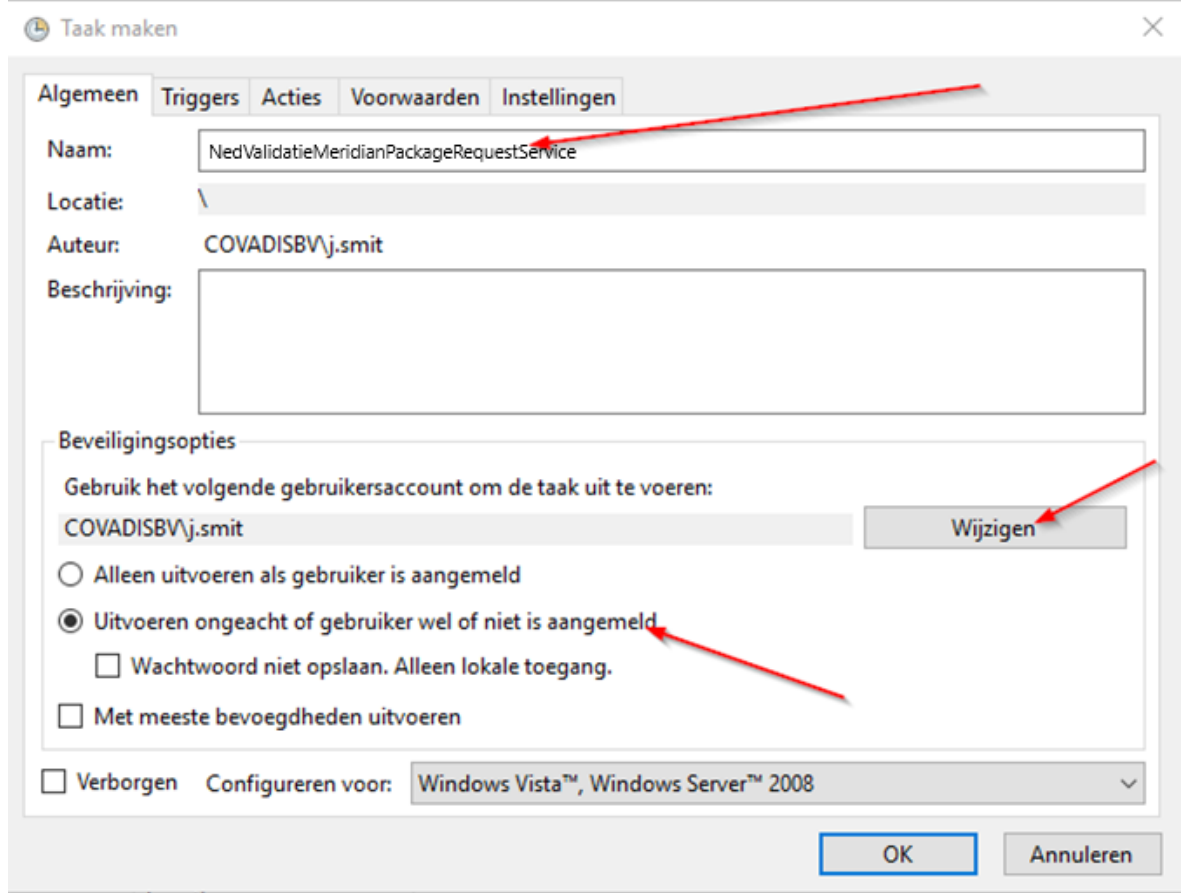 Taak maken
Algemeen Triggers Acties Voorwaarden Instellingen
Naam: NedValidatieMeridianPackageRequestService
Locatie: \
Auteur: COVADISBV\j.smit
Beschrijving:
Beveiligingsopties
Gebruik het volgende gebruikersaccount om de taak uit te voeren:
COVADISBV\j.smit Wijzigen
Alleen uitvoeren als gebruiker is aangemeld
Uitvoeren ongeacht of gebruiker wel of niet is aangemeld
Wachtwoord niet opslaan. Alleen lokale toegang.
Met meeste bevoegdheden uitvoeren
Verborgen Configureren voor: Windows Vista™, Windows Server™ 2008
OK Annuleren